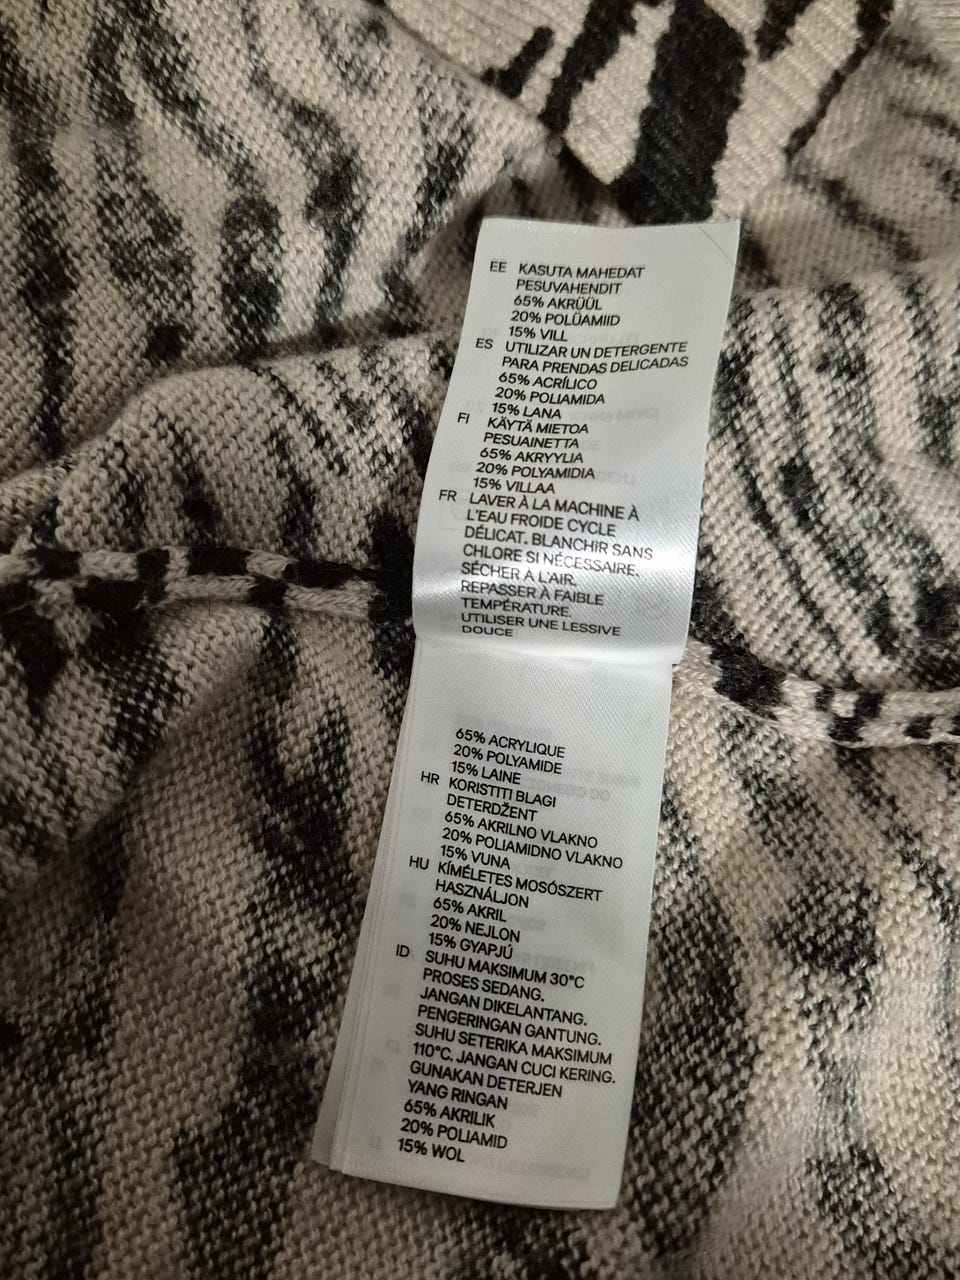 EE KASUTA MAHEDAT
PESUVAHENDIT
65% AKRÜÜL
20% POLÜAMIID
15% VILL
ES UTILIZAR UN DETERGENTE
PARA PRENDAS DELICADAS
65% ACRÍLICO
20% POLIAMIDA
15% LANA
FI KÄYTÄ MIETOA
PESUAINETTA
65% AKRYYLIA
20% POLYAMIDIA
15% VILLAA
FR LAVER À LA MACHINE À
L'EAU FROIDE CYCLE
DÉLICAT. BLANCHIR SANS
CHLORE SI NÉCESSAIRE.
SÉCHER À L'AIR.
REPASSER À FAIBLE
TEMPÉRATURE.
UTILISER UNE LESSIVE
DOUCE
65% ACRYLIQUE
20% POLYAMIDE
15% LAINE
HR KORISTITI BLAGI
DETERDŽENT
65% AKRILNO VLAKNO
20% POLIAMIDNO VLAKNO
15% VUNA
HU KÍMÉLETES MOSÓSZERT
HASZNÁLJON
65% AKRIL
20% NEJLON
15% GYAPJÚ
ID SUHU MAKSIMUM 30°C
PROSES SEDANG.
JANGAN DIKELANTANG.
PENGERINGAN GANTUNG.
SUHU SETERIKA MAKSIMUM
110°C. JANGAN CUCI KERING.
GUNAKAN DETERJEN
YANG RINGAN
65% AKRILIK
20% POLIAMID
15% WOL